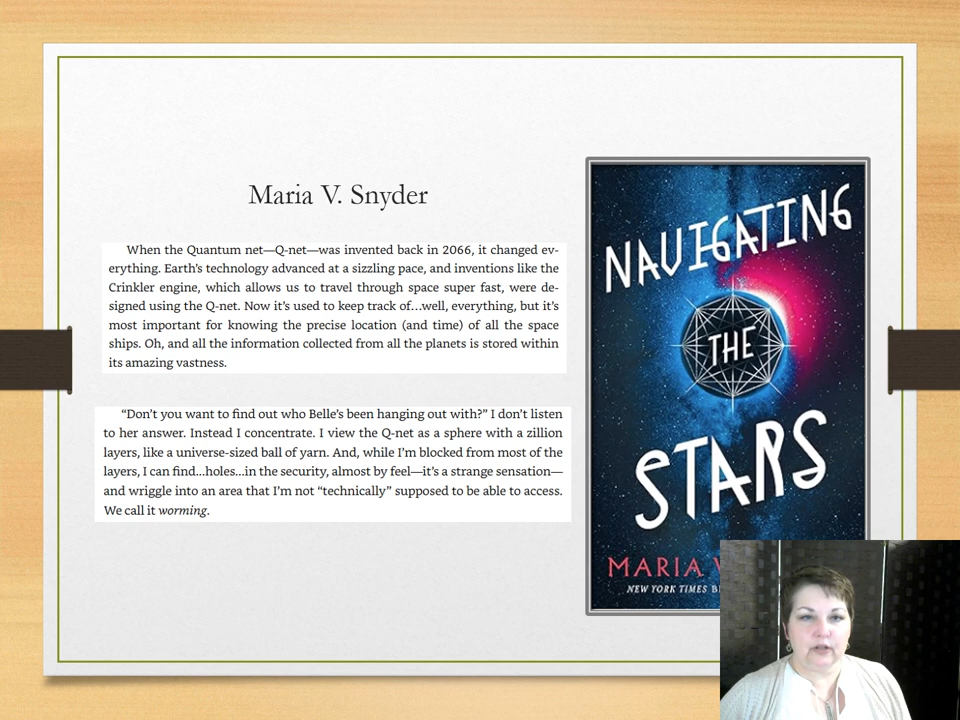 Maria V. Snyder
When the Quantum net—Q-net—was invented back in 2066, it changed ev-
erything. Earth's technology advanced at a sizzling pace, and inventions like the
Crinkler engine, which allows us to travel through space super fast, were de-
signed using the Q-net. Now it's used to keep track of…well, everything, but it's
most important for knowing the precise location (and time) of all the space
ships. Oh, and all the information collected from all the planets is stored within
its amazing vastness.
“Don't you want to find out who Belle's been hanging out with?” I don't listen
to her answer. Instead I concentrate. I view the Q-net as a sphere with a zillion
layers, like a universe-sized ball of yarn. And, while I'm blocked from most of the
layers, I can find…holes…in the security, almost by feel—it's a strange sensation—
and wriggle into an area that I'm not “technically” supposed to be able to access.
We call it worming.
NAVIGATING
THE
STARS
MARIA
NEW YORK TIMES